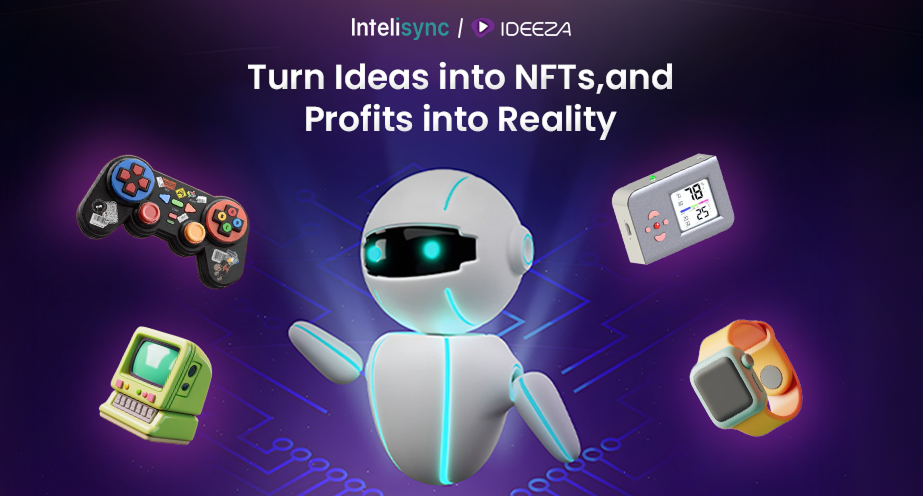 Intelisync / IDEEZA
Turn Ideas into NFTs,and
Profits into Reality
78
25